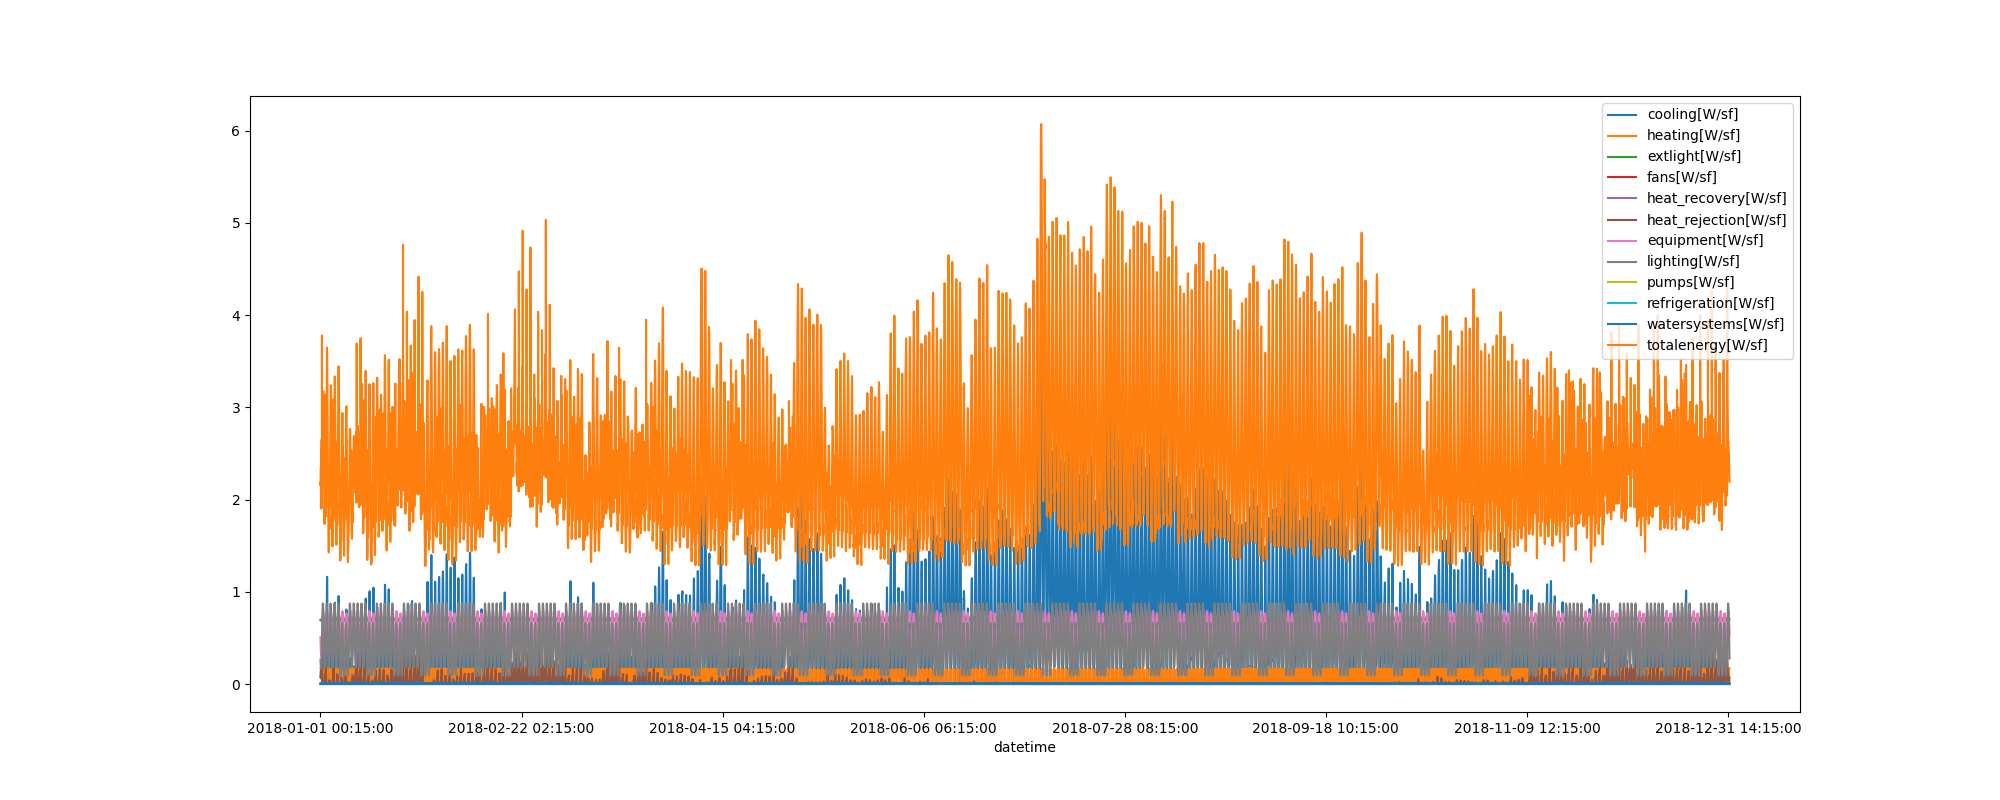 6
5
4
3
2
1
0
cooling[W/sf]
heating[W/sf]
extlight[W/sf]
fans[W/sf]
heat_recovery[W/sf]
heat_rejection[W/sf]
equipment[W/sf]
lighting[W/sf]
pumps[W/sf]
refrigeration[W/sf]
watersystems[W/sf]
totalenergy[W/sf]
2018-01-01 00:15:00
2018-02-22 02:15:00
2018-04-15 04:15:00
2018-06-06 06:15:00
2018-07-28 08:15:00
2018-09-18 10:15:00
2018-11-09 12:15:00
2018-12-31 14:15:00
datetime